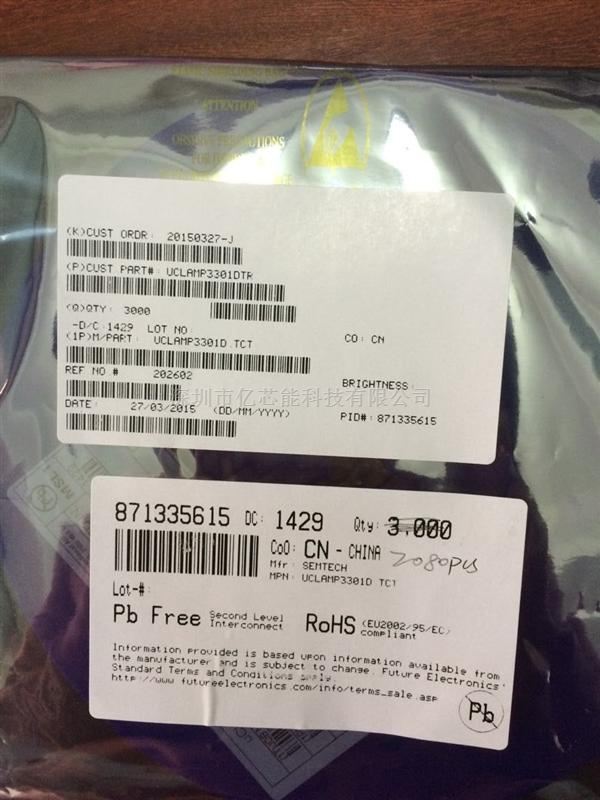 ATTENTION
(K)CUST ORDR: 20150327-J
(P)CUST PART#: UCLAMP3301DTR
(Q)QTY: 3000
-D/C:1429 LOT NO:
CO: CN
(1P)M/PART: UCLAMP3301D.TCT
REF NO # 202602
BRIGHTNESS:
深圳市亿芯能科技有限公司
DATE: 27/03/2015 (DD/MM/YYYY)
PID#: 871335615
871335615 DC: 1429 Qty: 3,000
CoO: CN - CHINA 2080pcs
Mfr: SEMTECH
MPN: UCLAMP3301D TCT
Lot-#:
Pb Free Second Level Interconnect RoHS (EU2002/95/EC) compliant
Information provided is based upon information available from
the manufacturer and is subject to change. Future Electronics'
Standard Terms and Conditions apply.
http://www.futureelectronics.com/info/terms_sale.asp
Pb